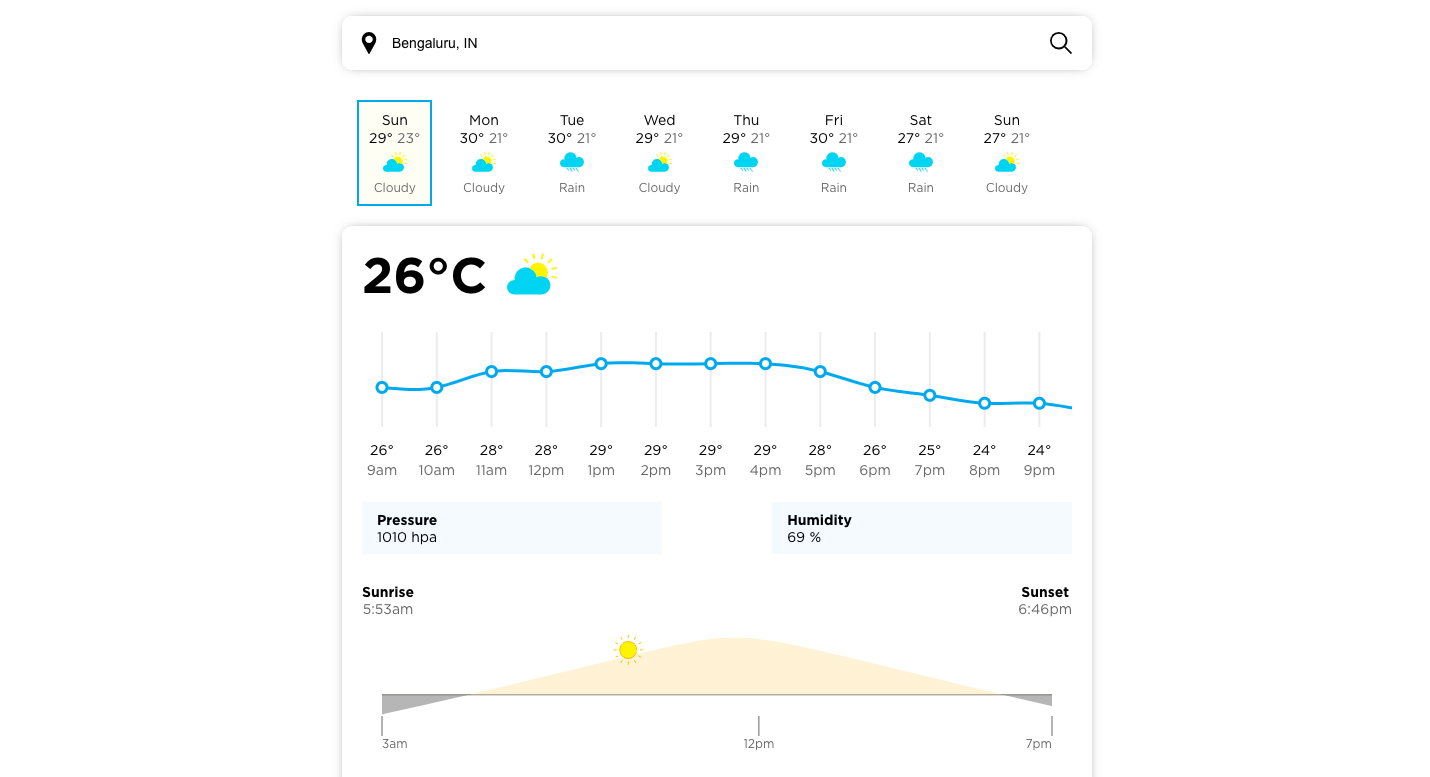 Bengaluru, IN
Sun Mon Tue Wed Thu Fri Sat Sun
29° 23° 30° 21° 30° 21° 29° 21° 29° 21° 30° 21° 27° 21° 27° 21°
Cloudy Cloudy Rain Cloudy Rain Rain Rain Cloudy
26°C
26° 26° 28° 28° 29° 29° 29° 29° 28° 26° 25° 24° 24°
9am 10am 11am 12pm 1pm 2pm 3pm 4pm 5pm 6pm 7pm 8pm 9pm
Pressure
1010 hpa
Humidity
69 %
Sunrise
5:53am
Sunset
6:46pm
3am 12pm 7pm